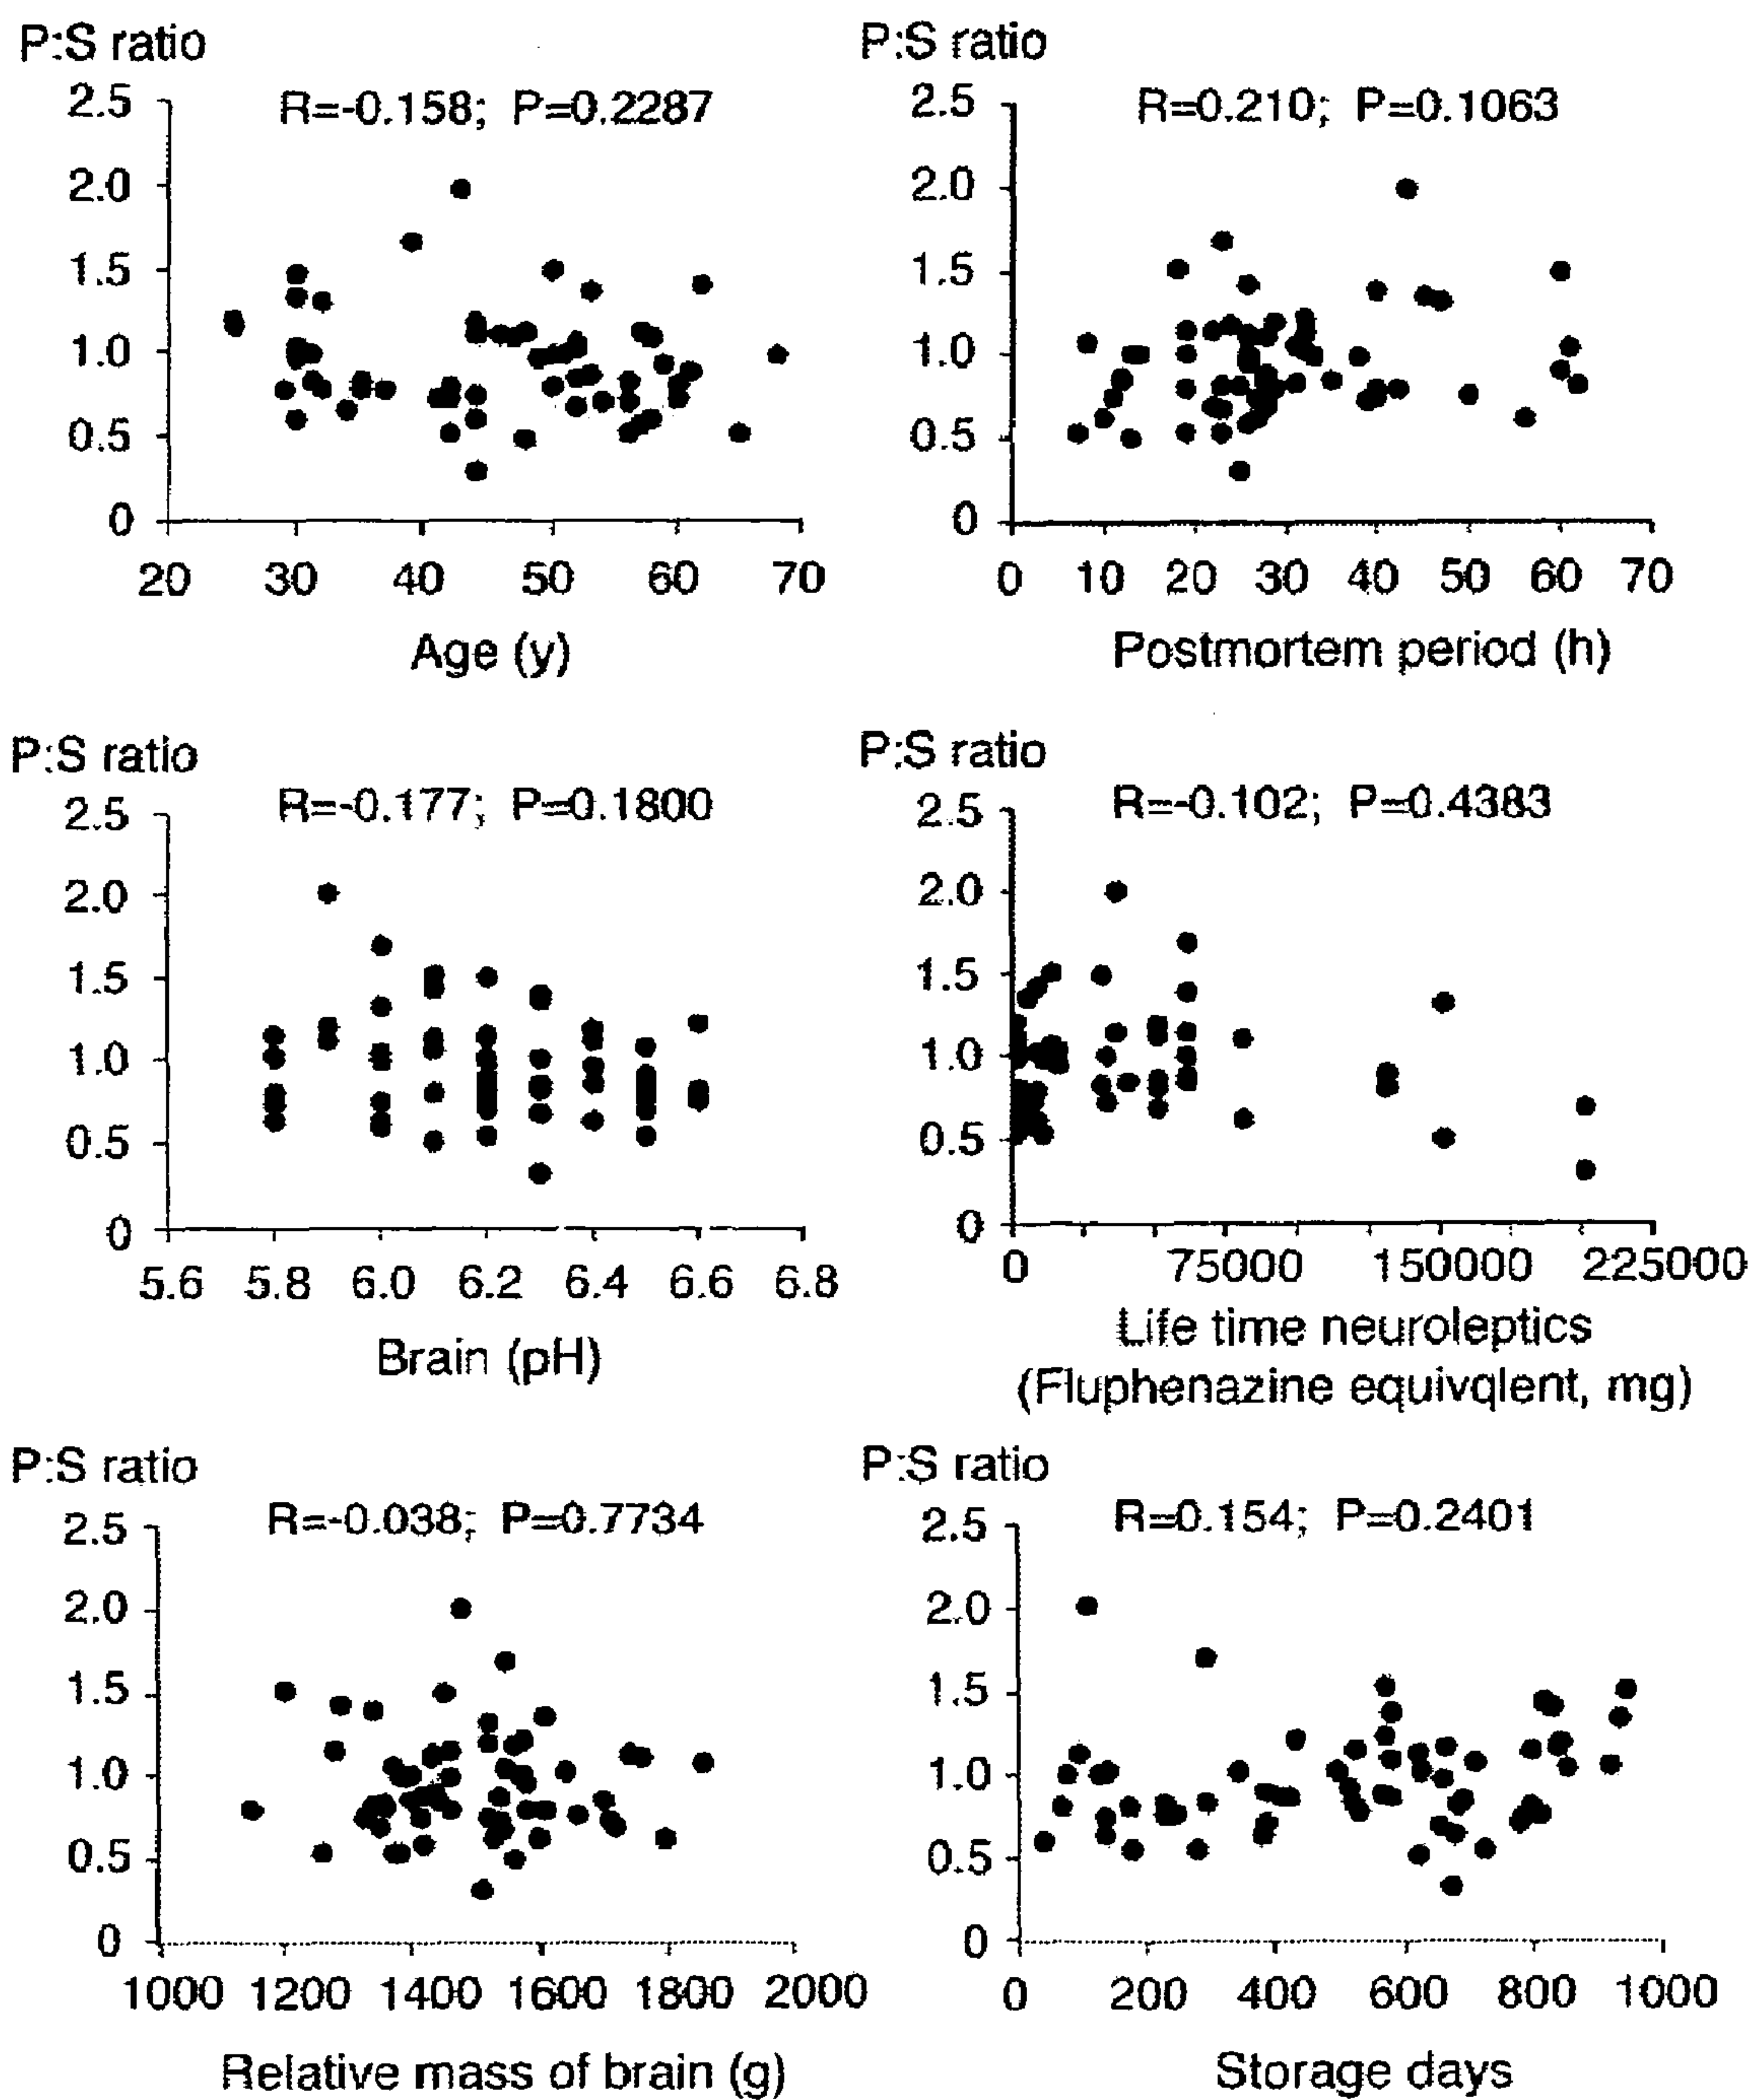 P:S ratio
R=-0.158; P=0.2287
2.5
2.0
1.5
1.0
0.5
0
20 30 40 50 60 70
Age (y)
P:S ratio
R=0.210; P=0.1063
2.5
2.0
1.5
1.0
0.5
0
0 10 20 30 40 50 60 70
Postmortem period (h)
P:S ratio
R=-0.177; P=0.1800
2.5
2.0
1.5
1.0
0.5
0
5.6 5.8 6.0 6.2 6.4 6.6 6.8
Brain (pH)
P:S ratio
R=-0.102; P=0.4383
2.5
2.0
1.5
1.0
0.5
0
0 75000 150000 225000
Life time neuroleptics
(Fluphenazine equivqlent, mg)
P:S ratio
R=-0.038; P=0.7734
2.5
2.0
1.5
1.0
0.5
0
1000 1200 1400 1600 1800 2000
Relative mass of brain (g)
P:S ratio
R=0.154; P=0.2401
2.5
2.0
1.5
1.0
0.5
0
0 200 400 600 800 1000
Storage days